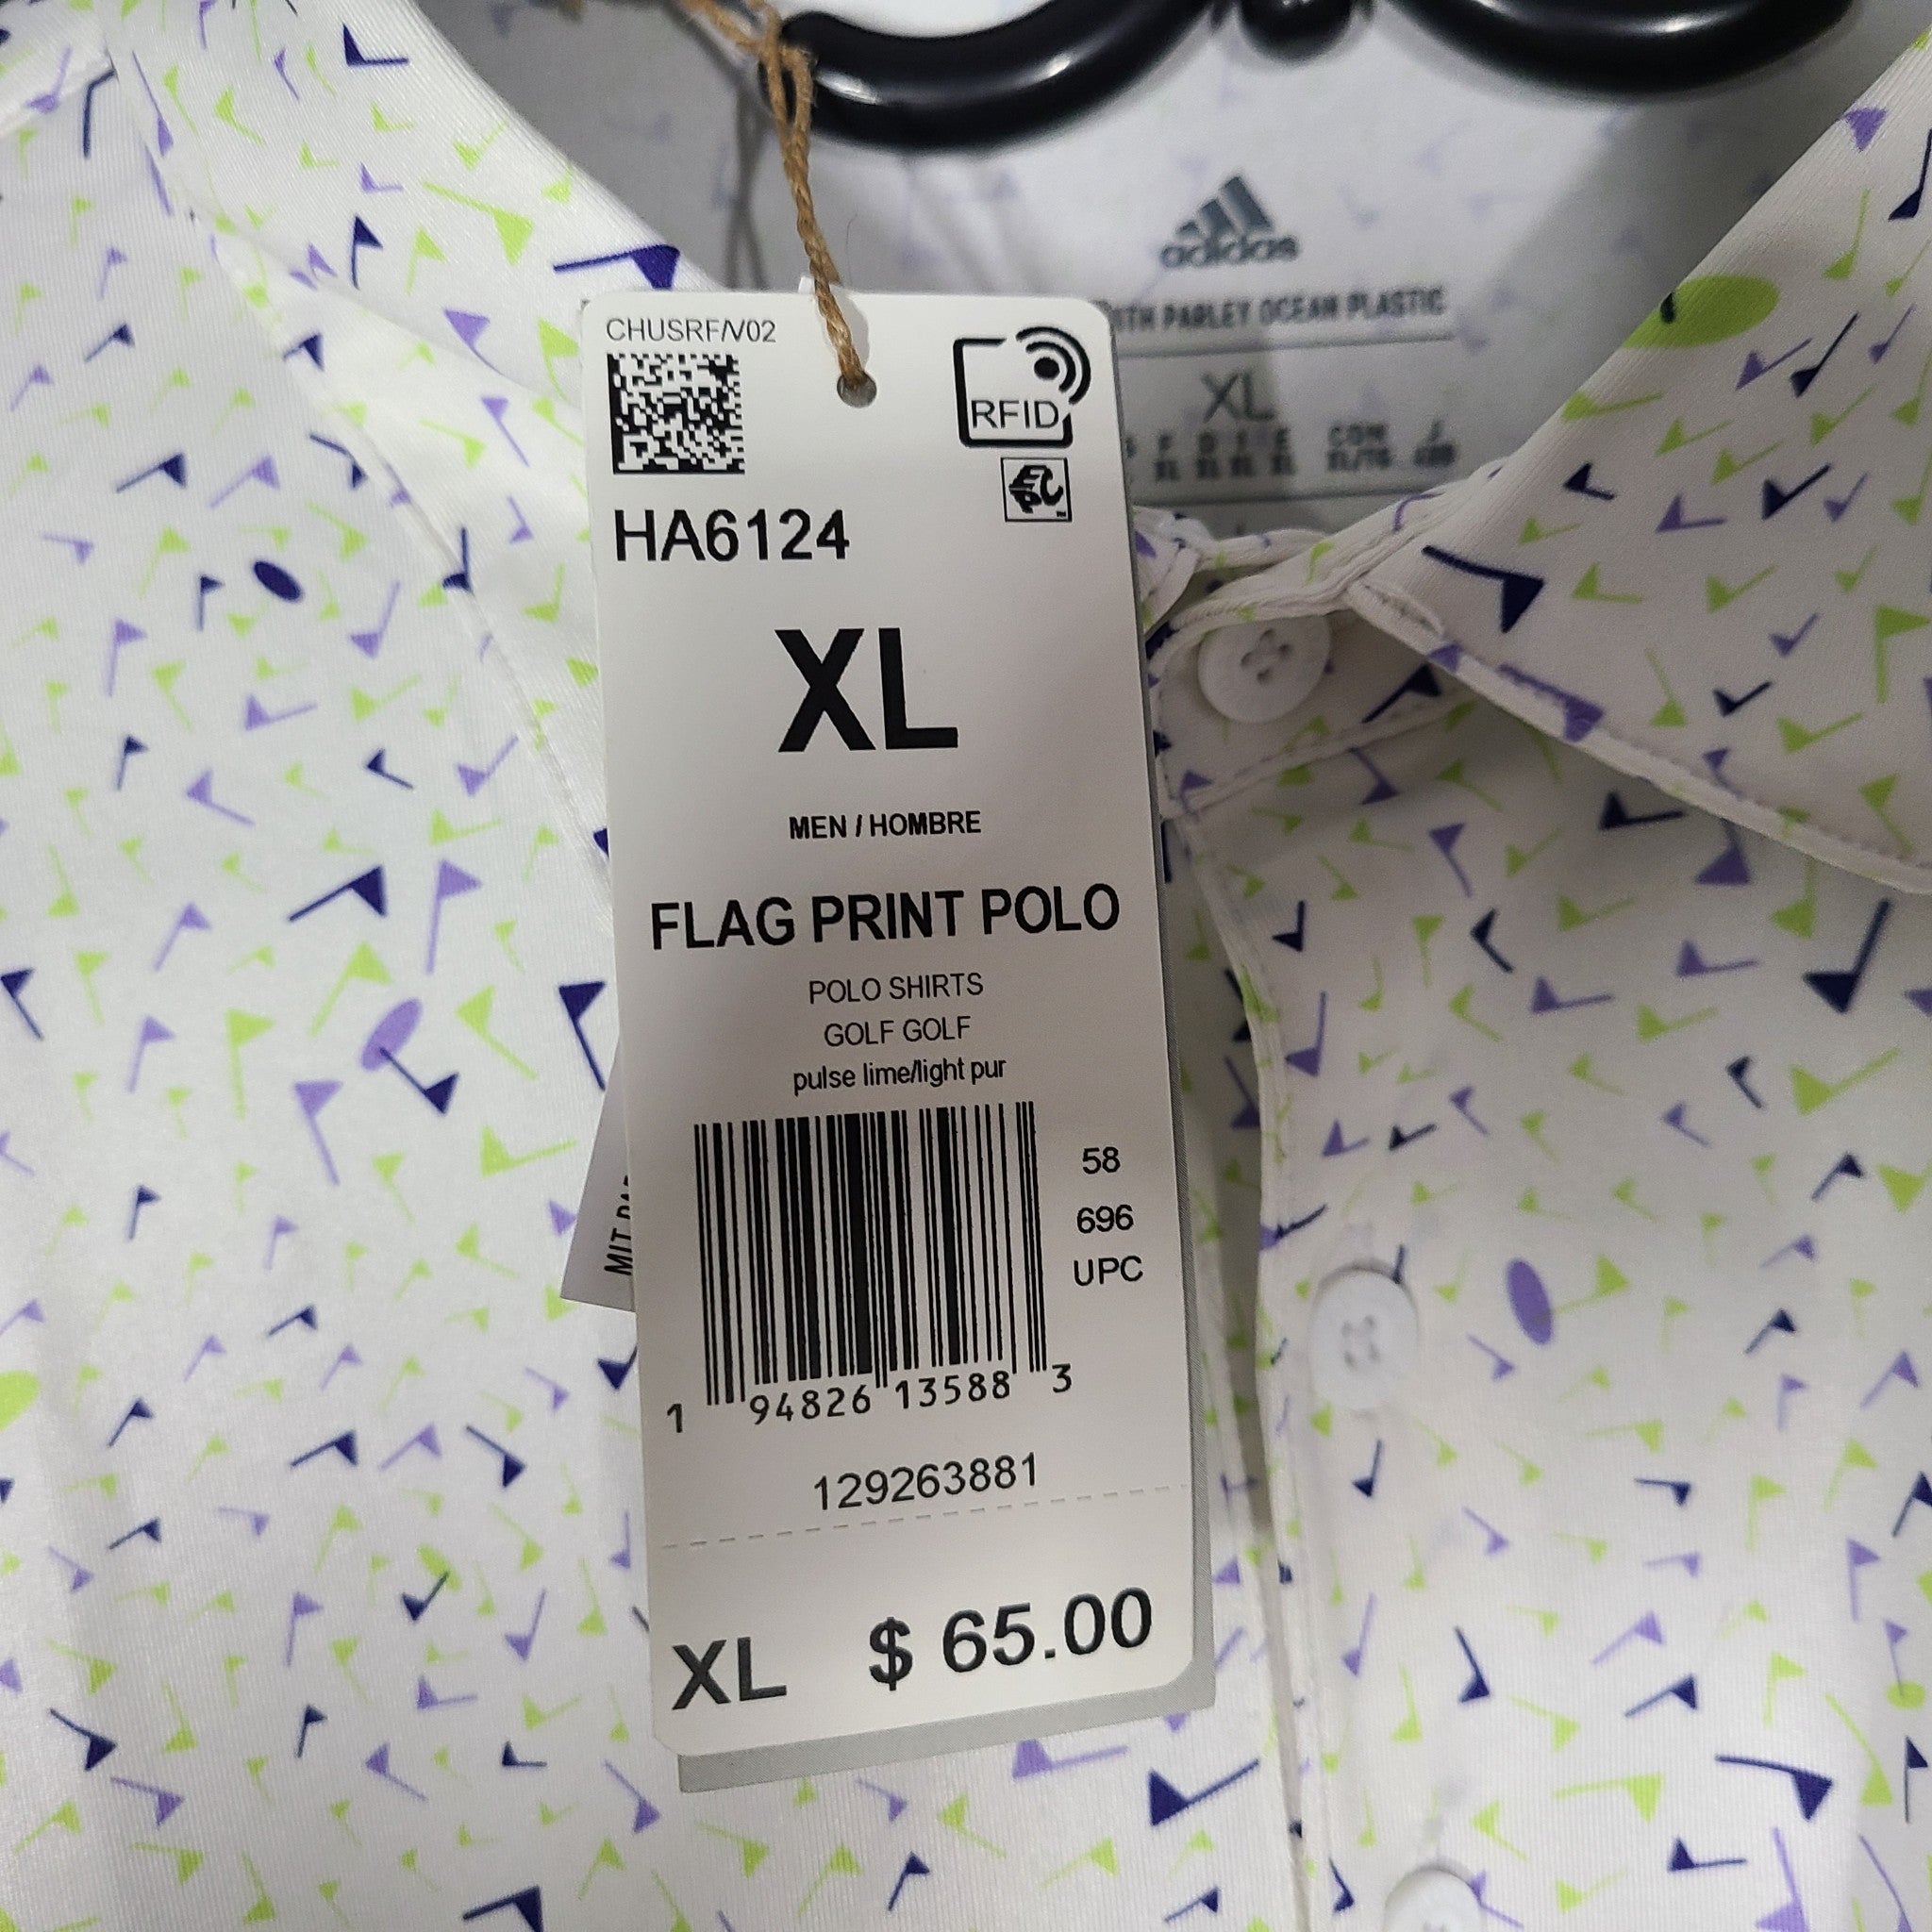 adidas
PARLEY OCEAN PLASTIC
XL
CHUSRF/V02
RFID
HA6124
XL
MEN / HOMBRE
FLAG PRINT POLO
POLO SHIRTS
GOLF GOLF
pulse lime/light pur
58
696
UPC
1 94826 13588 3
129263881
XL $ 65.00
MIT